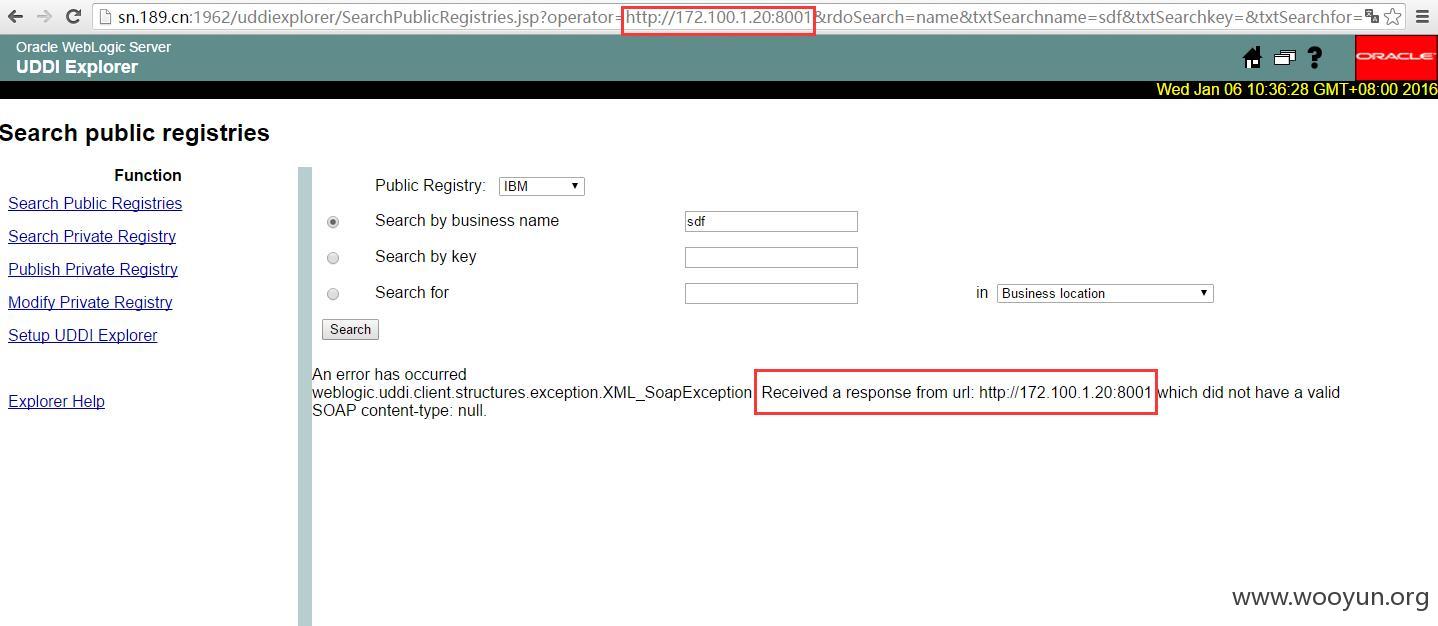 sn.189.cn:1962/uddiexplorer/SearchPublicRegistries.jsp?operator=http://172.100.1.20:8001&rdoSearch=name&txtSearchname=sdf&txtSearchkey=&txtSearchfor=
Oracle WebLogic Server
UDDI Explorer
ORACLE
Wed Jan 06 10:36:28 GMT+08:00 2016
Search public registries
Function
Search Public Registries
Search Private Registry
Publish Private Registry
Modify Private Registry
Setup UDDI Explorer
Explorer Help
Public Registry: IBM
Search by business name sdf
Search by key
Search for in Business location
Search
An error has occurred
weblogic.uddi.client.structures.exception.XML_SoapException Received a response from url: http://172.100.1.20:8001 which did not have a valid
SOAP content-type: null.
www.wooyun.org